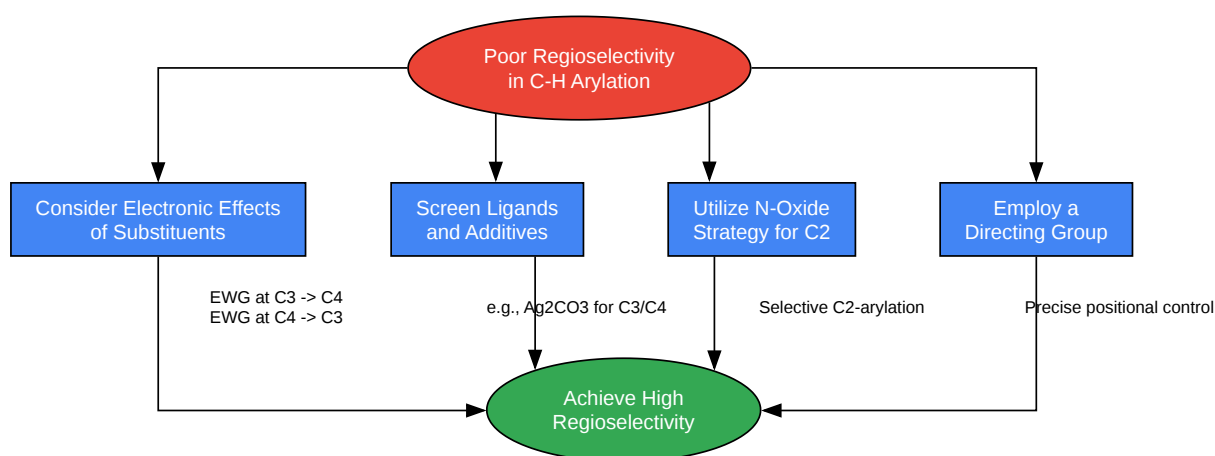 Poor Regioselectivity
in C-H Arylation
Consider Electronic Effects
of Substituents
Screen Ligands
and Additives
Utilize N-Oxide
Strategy for C2
Employ a
Directing Group
EWG at C3 -> C4
EWG at C4 -> C3
e.g., Ag2CO3 for C3/C4
Selective C2-arylation
Precise positional control
Achieve High
Regioselectivity